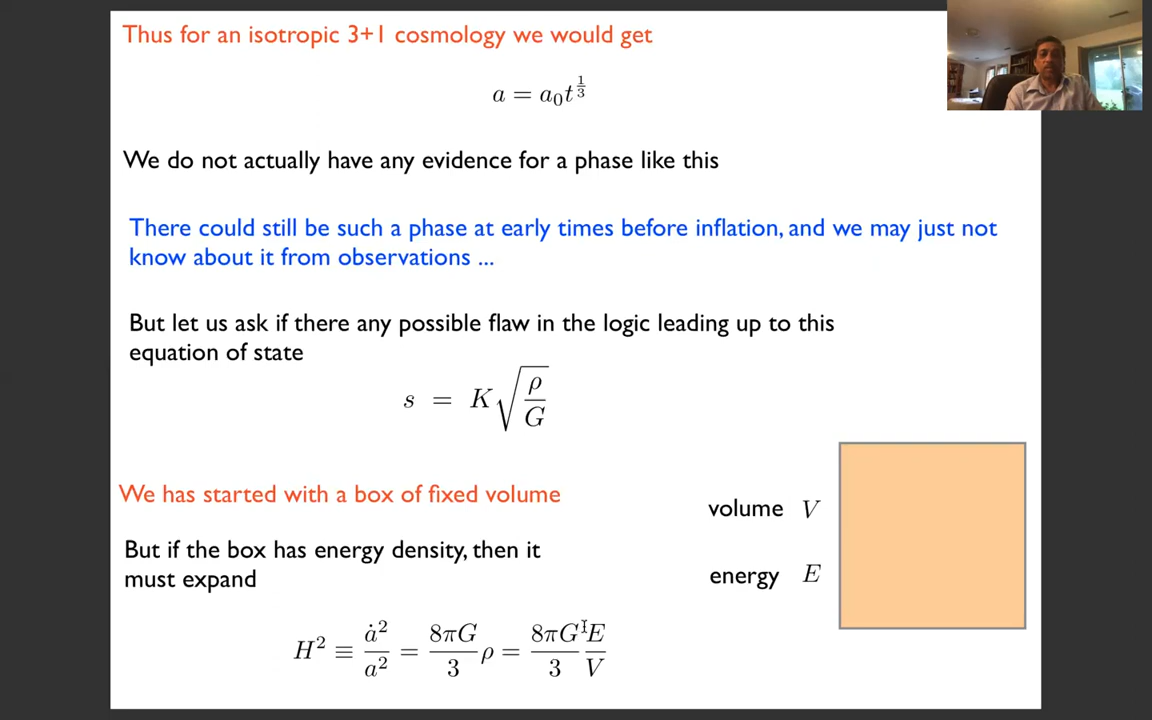 Thus for an isotropic 3+1 cosmology we would get
a = a₀t^{1/3}
We do not actually have any evidence for a phase like this
There could still be such a phase at early times before inflation, and we may just not
know about it from observations ...
But let us ask if there any possible flaw in the logic leading up to this
equation of state
s = K√(ρ/G)
We has started with a box of fixed volume
volume V
But if the box has energy density, then it
must expand
energy E
H² ≡ ȧ²/a² = 8πG/3 ρ = 8πG/3 E/V